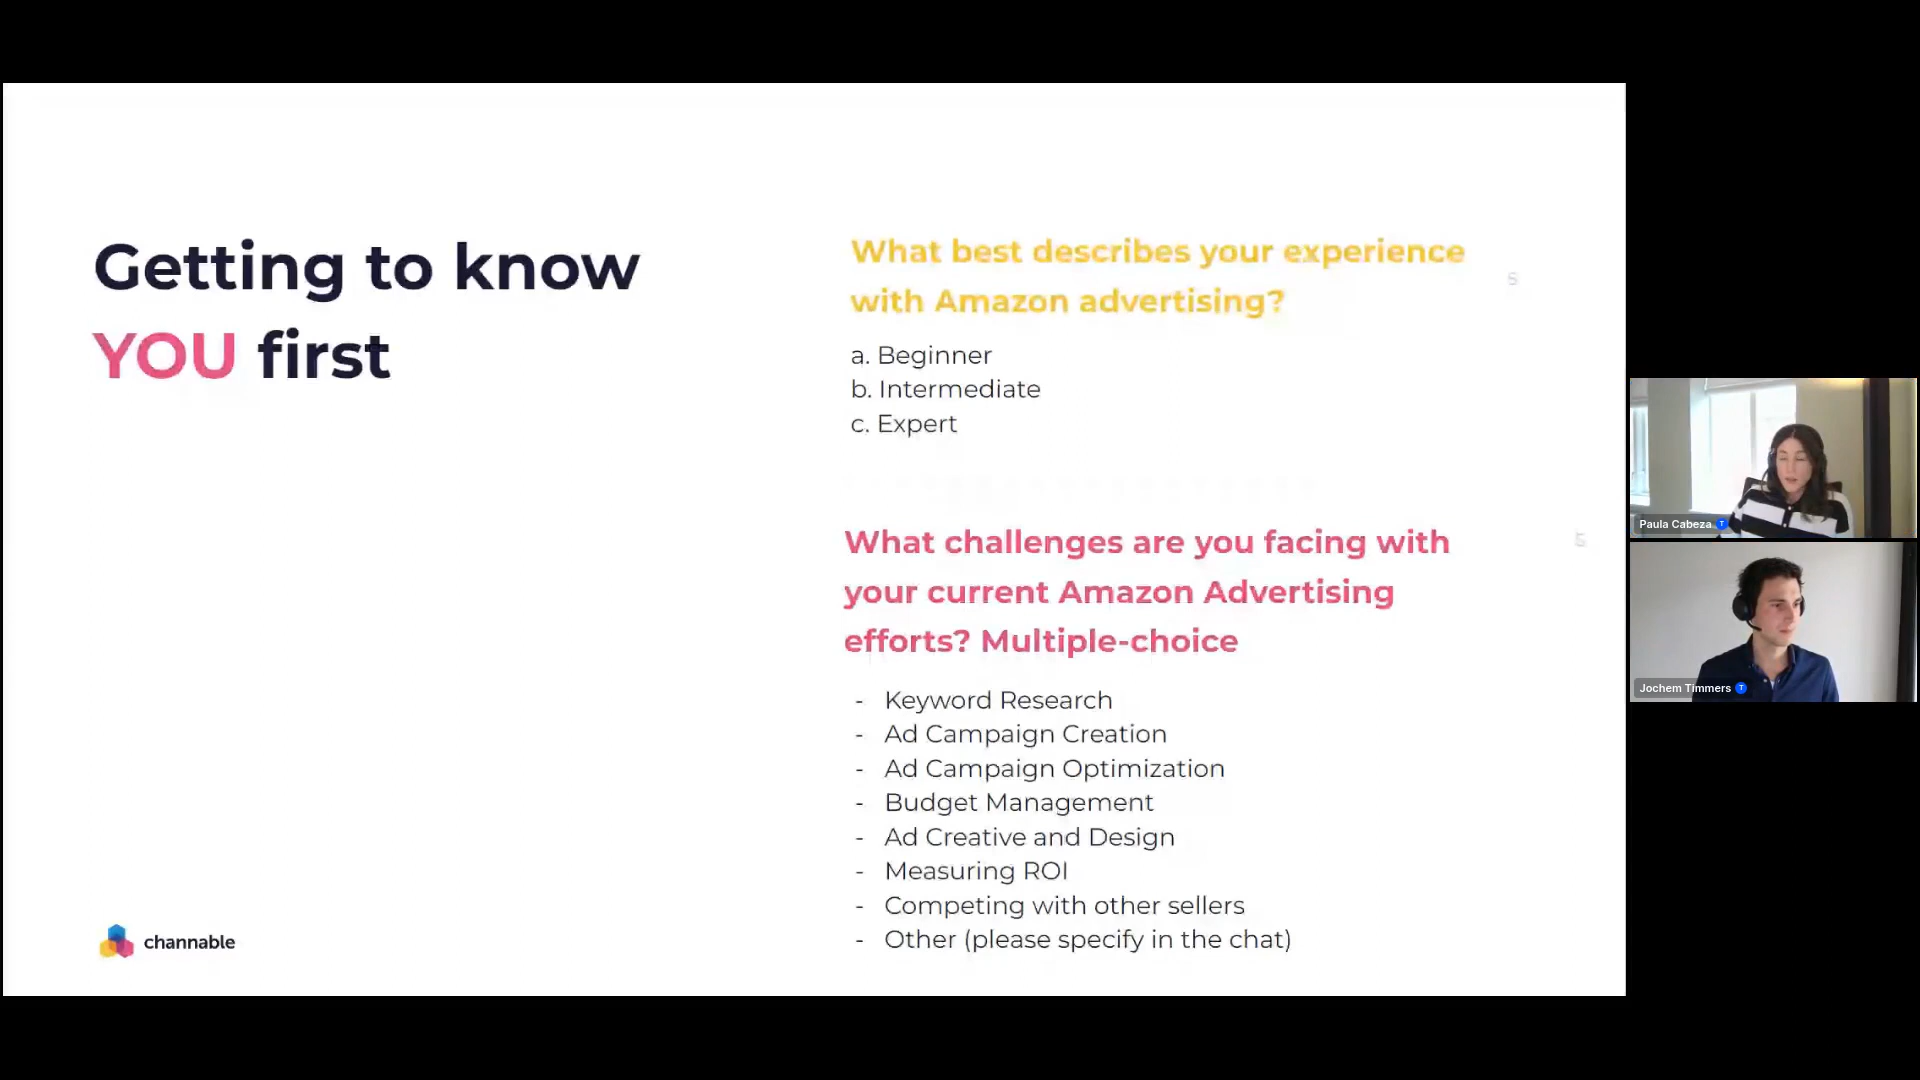 Getting to know
YOU first
What best describes your experience
with Amazon advertising?
a. Beginner
b. Intermediate
c. Expert
What challenges are you facing with
your current Amazon Advertising
efforts? Multiple-choice
- Keyword Research
- Ad Campaign Creation
- Ad Campaign Optimization
- Budget Management
- Ad Creative and Design
- Measuring ROI
- Competing with other sellers
- Other (please specify in the chat)
channable
Paula Cabeza T
Jochem Timmers T